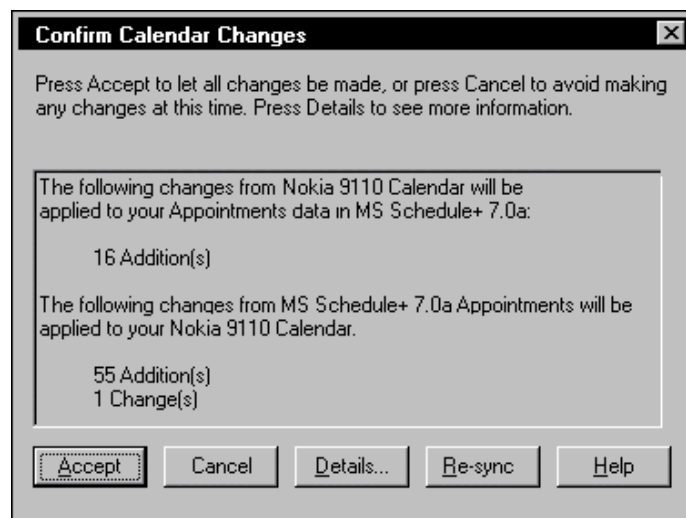 Confirm Calendar Changes
Press Accept to let all changes be made, or press Cancel to avoid making
any changes at this time. Press Details to see more information.
The following changes from Nokia 9110 Calendar will be
applied to your Appointments data in MS Schedule+ 7.0a:
16 Addition(s)
The following changes from MS Schedule+ 7.0a Appointments will be
applied to your Nokia 9110 Calendar.
55 Addition(s)
1 Change(s)
Accept Cancel Details... Re-sync Help